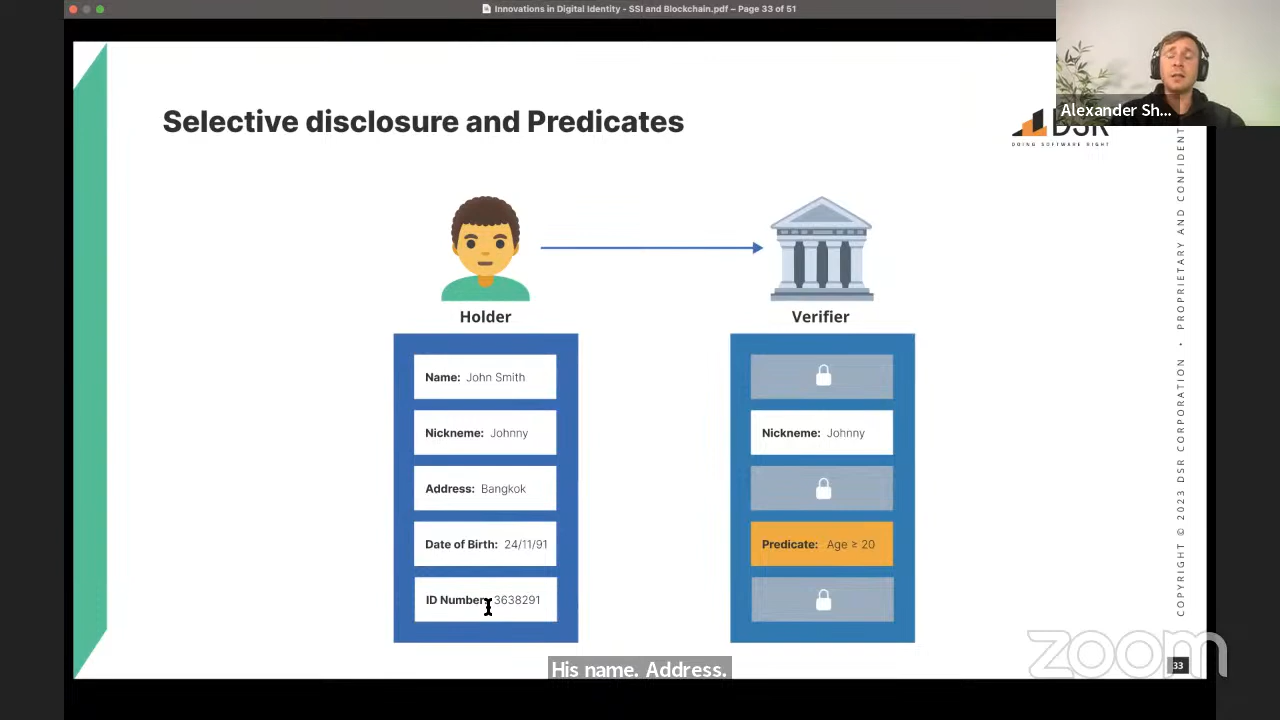 Innovations in Digital Identity - SSI and Blockchain.pdf – Page 33 of 51
Alexander Sh...
Selective disclosure and Predicates
DSR
DOING SOFTWARE RIGHT
Holder
Verifier
Name: John Smith
Nickneme: Johnny
Address: Bangkok
Date of Birth: 24/11/91
ID Number: 3638291
Nickneme: Johnny
Predicate: Age ≥ 20
COPYRIGHT © 2023 DSR CORPORATION • PROPRIETARY AND CONFIDENT
His name. Address.
zoom
33